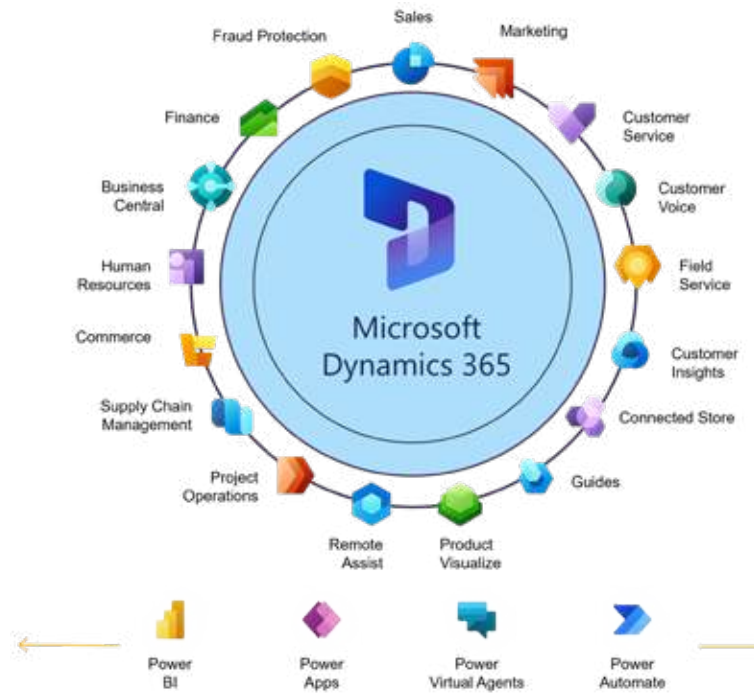 Sales
Marketing
Fraud Protection
Customer
Service
Finance
Business
Central
Customer
Voice
Human
Resources
Field
Service
Microsoft
Dynamics 365
Commerce
Customer
Insights
Supply Chain
Management
Connected Store
Project
Operations
Guides
Remote
Assist
Product
Visualize
Power
BI
Power
Apps
Power
Virtual Agents
Power
Automate